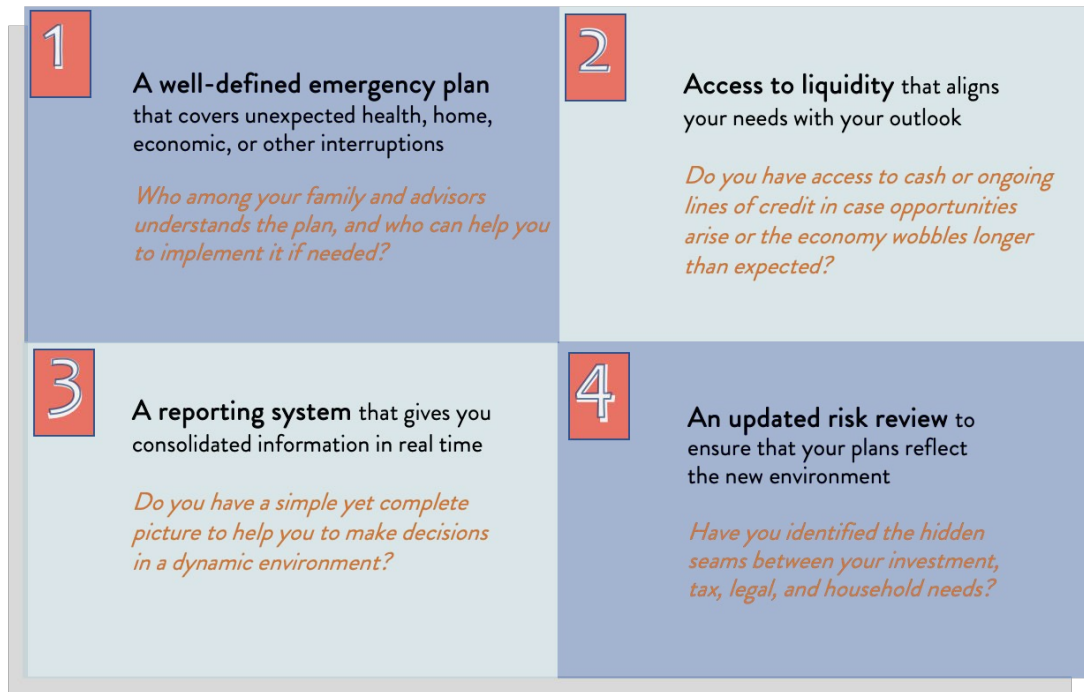 1
A well-defined emergency plan
that covers unexpected health, home,
economic, or other interruptions
Who among your family and advisors
understands the plan, and who can help you
to implement it if needed?
2
Access to liquidity that aligns
your needs with your outlook
Do you have access to cash or ongoing
lines of credit in case opportunities
arise or the economy wobbles longer
than expected?
3
A reporting system that gives you
consolidated information in real time
Do you have a simple yet complete
picture to help you to make decisions
in a dynamic environment?
4
An updated risk review to
ensure that your plans reflect
the new environment
Have you identified the hidden
seams between your investment,
tax, legal, and household needs?